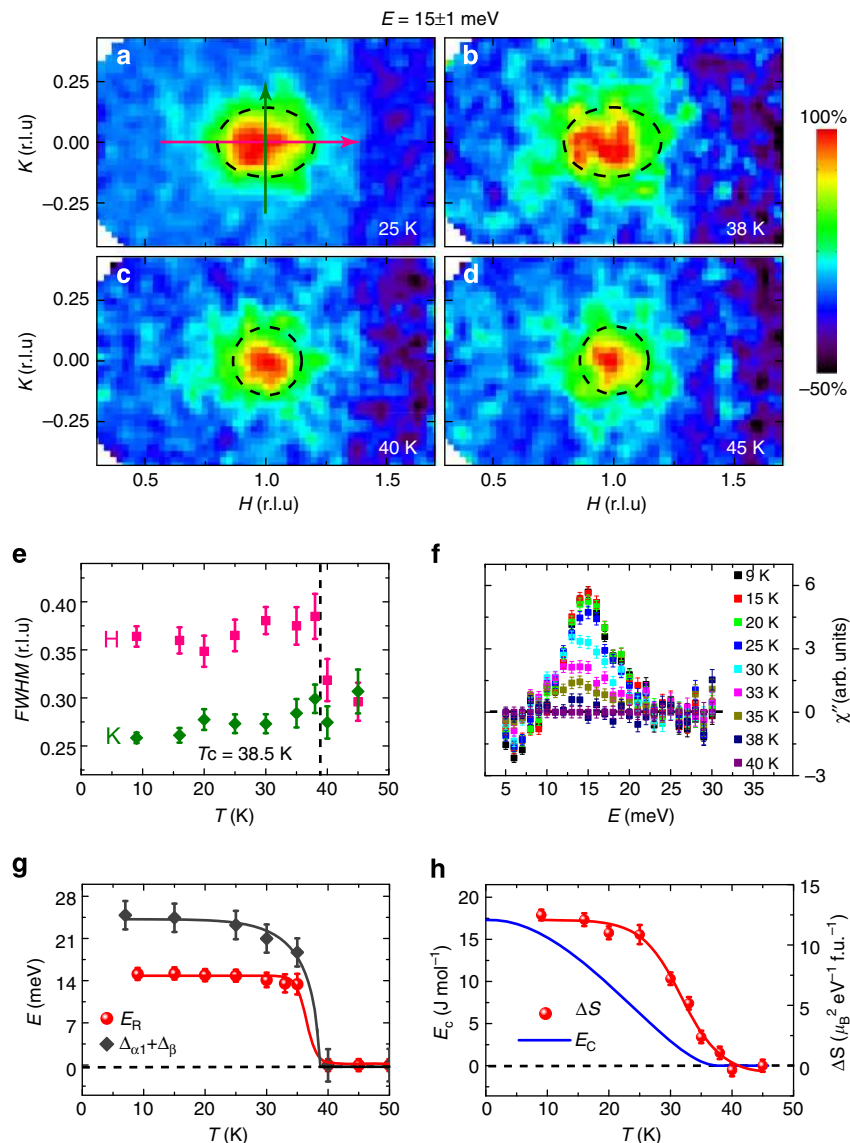 E = 15±1 meV
a
b
0.25
0.00
−0.25
K (r.l.u)
25 K
38 K
100%
−50%
c
d
0.25
0.00
−0.25
K (r.l.u)
40 K
45 K
0.5 1.0 1.5
0.5 1.0 1.5
H (r.l.u)
H (r.l.u)
e
0.40
0.35
0.30
0.25
FWHM (r.l.u)
H
K
Tc = 38.5 K
0 10 20 30 40 50
T (K)
f
9 K
15 K
20 K
25 K
30 K
33 K
35 K
38 K
40 K
6
3
0
−3
χ″ (arb. units)
5 10 15 20 25 30 35
E (meV)
g
28
21
14
7
0
E (meV)
E_R
Δ_α1+Δ_β
0 10 20 30 40 50
T (K)
h
20
15
10
5
0
E_c (J mol⁻¹)
ΔS
E_C
15
10
5
0
ΔS (μ_B² eV⁻¹ f.u.⁻¹)
0 10 20 30 40 50
T (K)